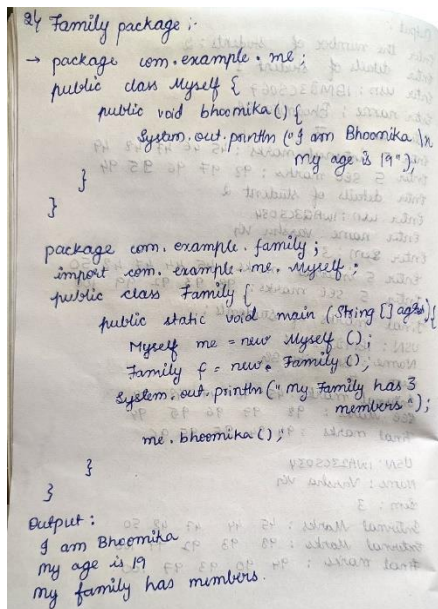 2Y Family package :-
→ package com.example.me;
public class Myself {
public void bhoomika() {
System.out.println ("I am Bhoomika \n
my age is 19");
}
}
package com.example.family;
import com.example.me.Myself;
public class Family {
public static void main (String [] ags){
Myself me = new Myself ();
Family f = new Family ();
System.out.println (" my Family has 3
members ");
me.bhoomika();
}
}
Output :
I am Bhoomika
my age is 19
my family has members.